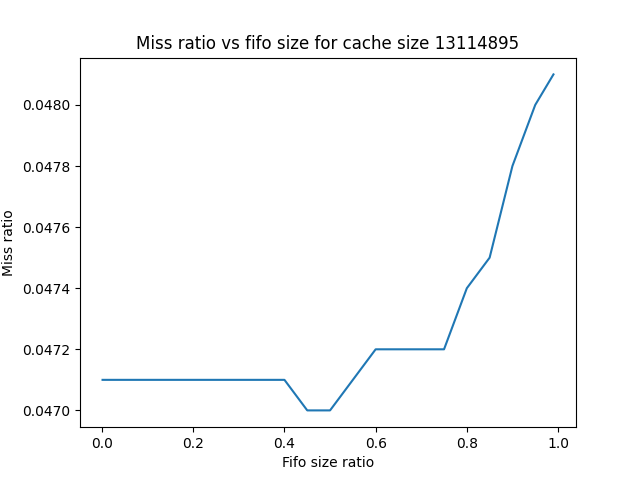 Miss ratio vs fifo size for cache size 13114895
0.0480
0.0478
0.0476
0.0474
0.0472
0.0470
Miss ratio
0.0 0.2 0.4 0.6 0.8 1.0
Fifo size ratio